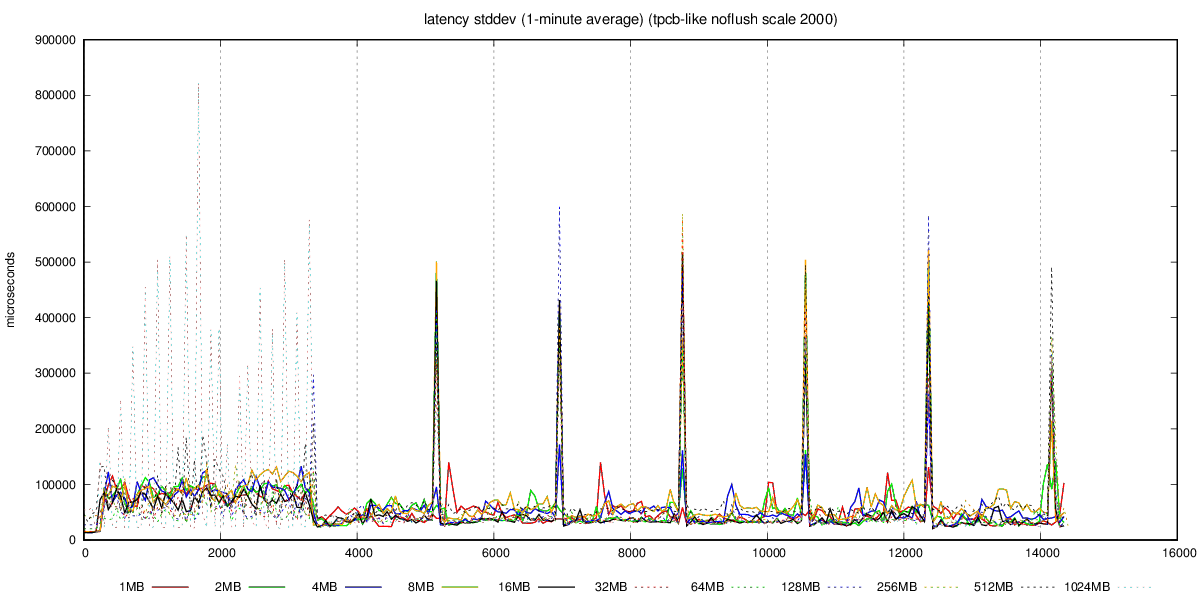 latency stddev (1-minute average) (tpcb-like noflush scale 2000)
900000
800000
700000
600000
500000
400000
300000
200000
100000
0
microseconds
0 2000 4000 6000 8000 10000 12000 14000 16000
1MB 2MB 4MB 8MB 16MB 32MB 64MB 128MB 256MB 512MB 1024MB